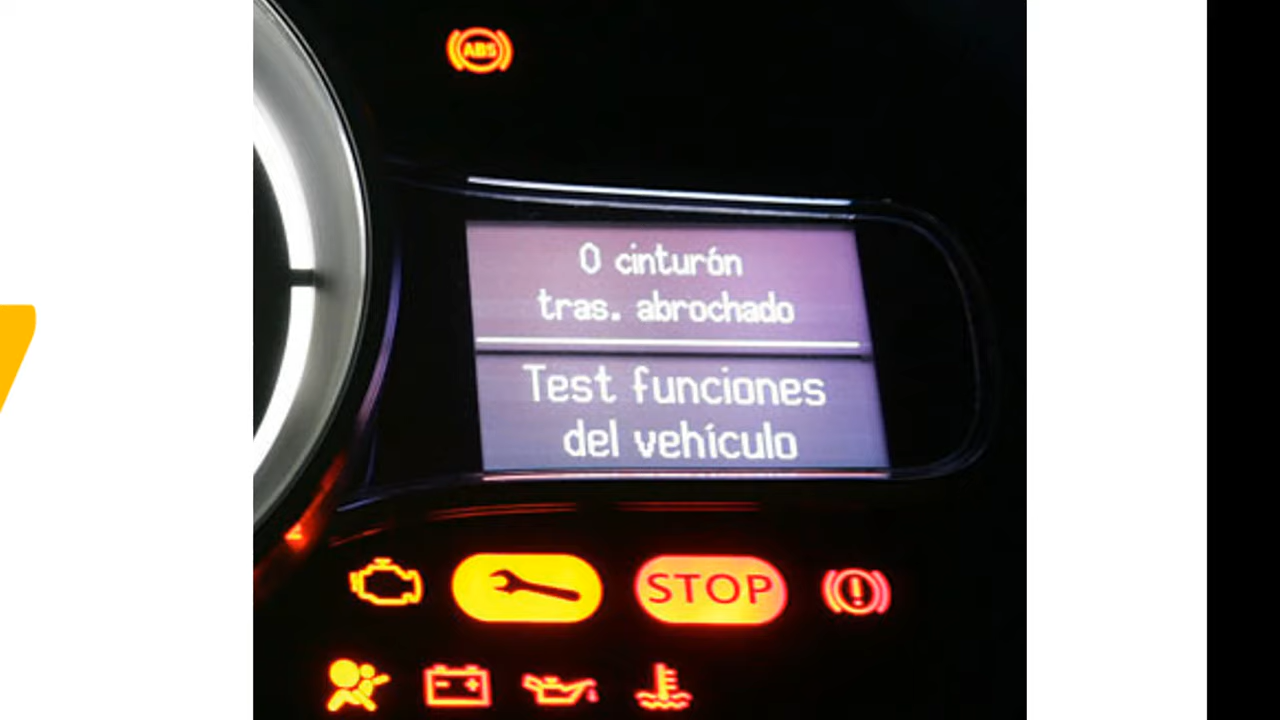 ABS
0 cinturón
tras. abrochado
Test funciones
del vehículo
STOP